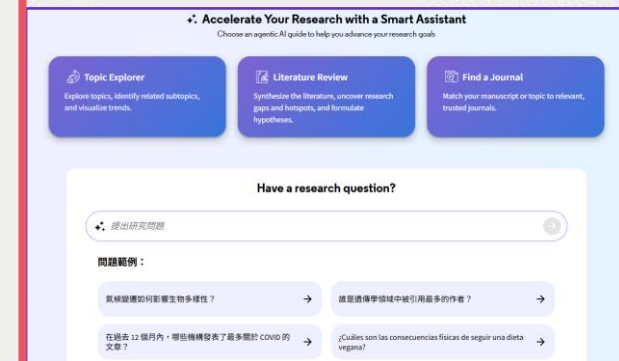 Accelerate Your Research with a Smart Assistant
Choose an agentic AI guide to help you advance your research goals
Topic Explorer
Explore topics, identify related subtopics,
and visualize trends.
Literature Review
Synthesize the literature, uncover research
gaps and hotspots, and formulate
hypotheses.
Find a Journal
Match your manuscript or topic to relevant,
trusted journals.
Have a research question?
提出研究問題
問題範例：
氣候變遷如何影響生物多樣性？
誰是遺傳學領域中被引用最多的作者？
在過去 12 個月內，哪些機構發表了最多關於 COVID 的
文章？
¿Cuáles son las consecuencias físicas de seguir una dieta
vegana?